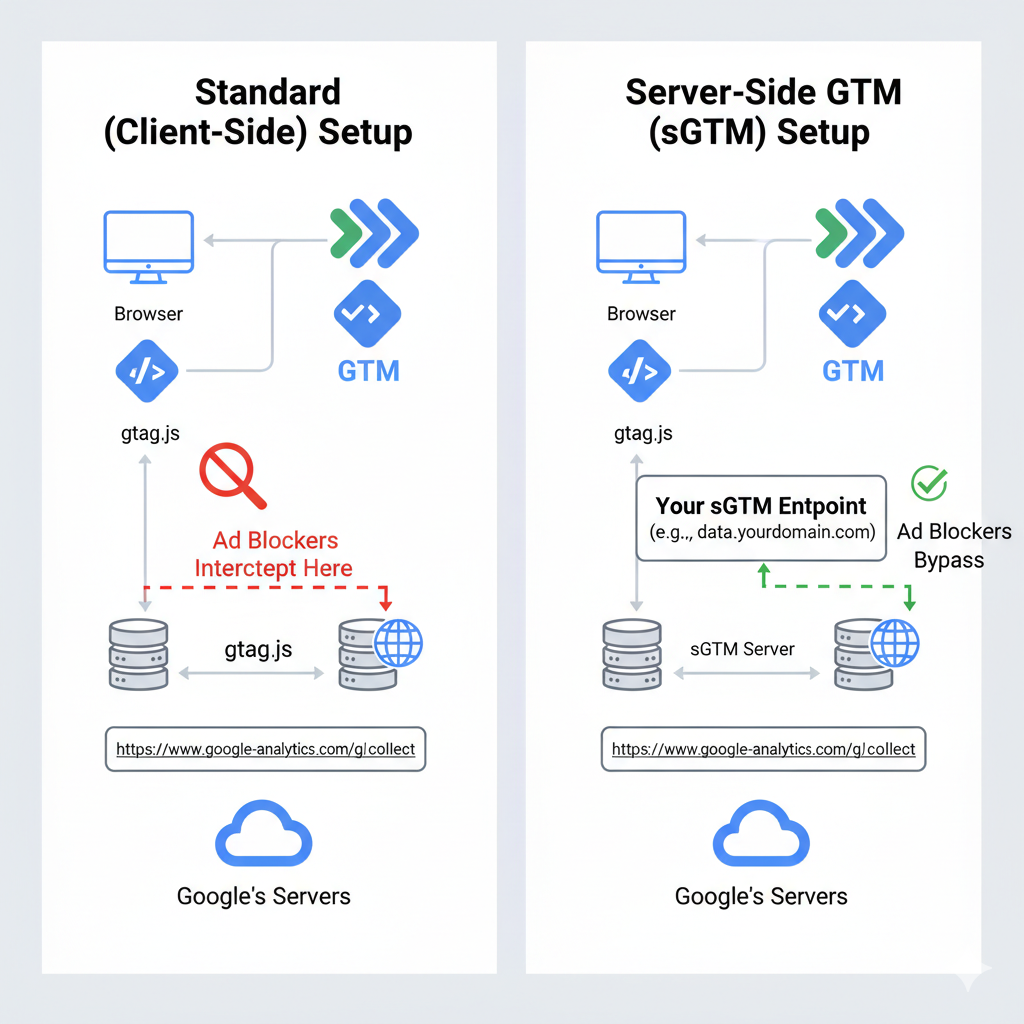 Standard
(Client-Side) Setup
Browser
GTM
gtag.js
Ad Blockers
Interctept Here
gtag.js
https://www.google-analytics.com/g|collect
Google's Servers
Server-Side GTM
(sGTM) Setup
Browser
GTM
gtag.js
Your sGTM Entpoint
(e.g,., data.yourdomain.com)
Ad Blockers
Bypass
sGTM Server
https://www.google-analytics.com/g/collect
Google's Servers